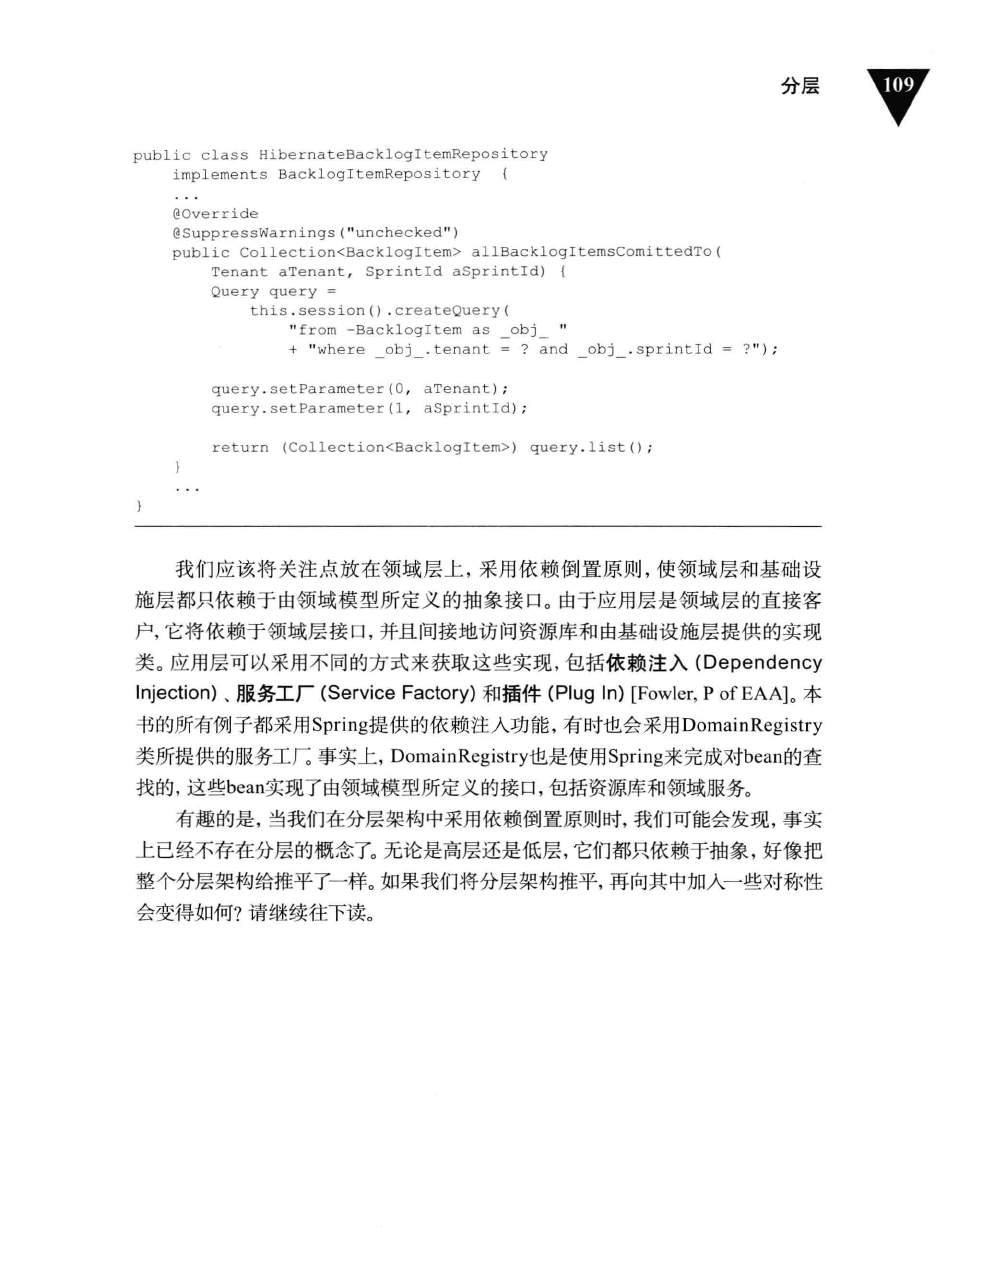 分层 109
public class HibernateBacklogItemRepository
    implements BacklogItemRepository  {
    ...
    @Override
    @SuppressWarnings("unchecked")
    public Collection<BacklogItem> allBacklogItemsComittedTo(
        Tenant aTenant, SprintId aSprintId) {
        Query query =
            this.session().createQuery(
                "from -BacklogItem as _obj_ "
                + "where _obj_.tenant = ? and _obj_.sprintId = ?");
        query.setParameter(0, aTenant);
        query.setParameter(1, aSprintId);
        return (Collection<BacklogItem>) query.list();
    }
    ...
}
我们应该将关注点放在领域层上，采用依赖倒置原则，使领域层和基础设
施层都只依赖于由领域模型所定义的抽象接口。由于应用层是领域层的直接客
户，它将依赖于领域层接口，并且间接地访问资源库和由基础设施层提供的实现
类。应用层可以采用不同的方式来获取这些实现，包括依赖注入 (Dependency
Injection) 、服务工厂 (Service Factory) 和插件 (Plug In) [Fowler, P of EAA]。本
书的所有例子都采用Spring提供的依赖注入功能，有时也会采用DomainRegistry
类所提供的服务工厂。事实上，DomainRegistry也是使用Spring来完成对bean的查
找的，这些bean实现了由领域模型所定义的接口，包括资源库和领域服务。
有趣的是，当我们在分层架构中采用依赖倒置原则时，我们可能会发现，事实
上已经不存在分层的概念了。无论是高层还是低层，它们都只依赖于抽象，好像把
整个分层架构给推平了一样。如果我们将分层架构推平，再向其中加入一些对称性
会变得如何？请继续往下读。